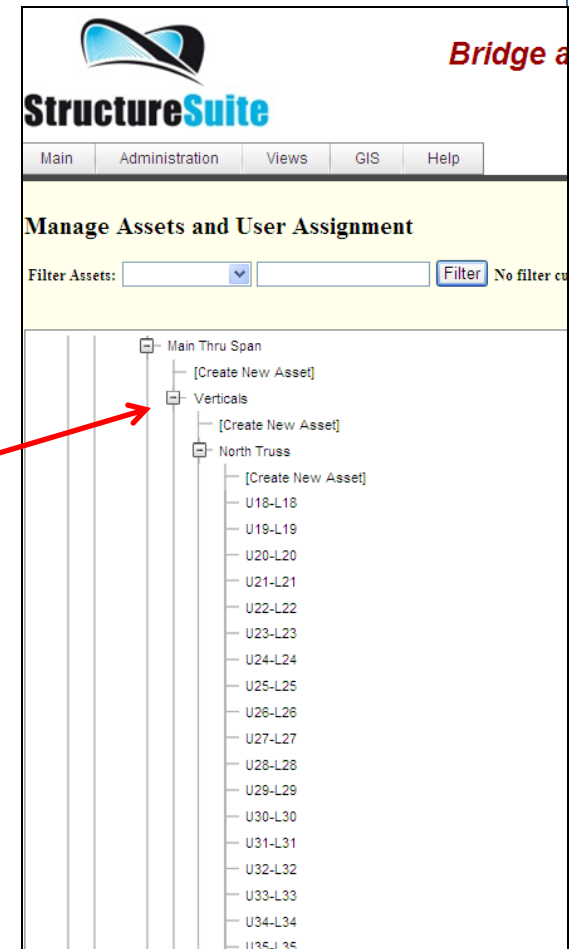 Bridge a
StructureSuite
Main Administration Views GIS Help
Manage Assets and User Assignment
Filter Assets: Filter No filter cu
Main Thru Span
[Create New Asset]
Verticals
[Create New Asset]
North Truss
[Create New Asset]
U18-L18
U19-L19
U20-L20
U21-L21
U22-L22
U23-L23
U24-L24
U25-L25
U26-L26
U27-L27
U28-L28
U29-L29
U30-L30
U31-L31
U32-L32
U33-L33
U34-L34
U35-L35